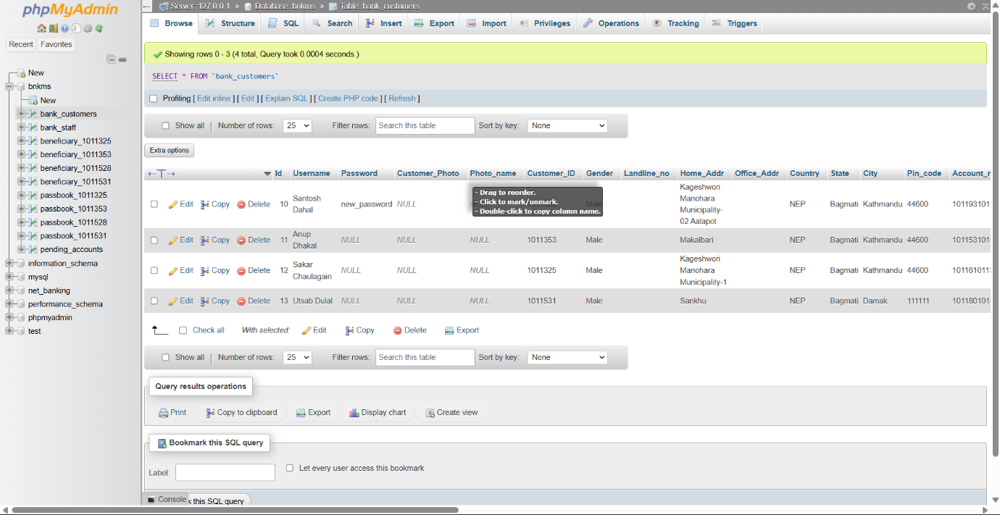 phpMyAdmin
Recent Favorites
New
bnkms
New
bank_customers
bank_staff
beneficiary_1011325
beneficiary_1011353
beneficiary_1011528
beneficiary_1011531
passbook_1011325
passbook_1011353
passbook_1011528
passbook_1011531
pending_accounts
information_schema
mysql
net_banking
performance_schema
phpmyadmin
test
Server: 127.0.0.1 » Database: bnkms » Table: bank_customers
Browse Structure SQL Search Insert Export Import Privileges Operations Tracking Triggers
Showing rows 0 - 3 (4 total, Query took 0.0004 seconds.)
SELECT * FROM `bank_customers`
Profiling [ Edit inline ] [ Edit ] [ Explain SQL ] [ Create PHP code ] [ Refresh ]
Show all | Number of rows: 25 Filter rows: Search this table Sort by key: None
Extra options
←T→ Id Username Password Customer_Photo Photo_name Customer_ID Gender Landline_no Home_Addr Office_Addr Country State City Pin_code Account_
- Drag to reorder.
- Click to mark/unmark.
- Double-click to copy column name.
Edit Copy Delete 10 Santosh Dahal new_password NULL Kageshwori Manohara Municipality-02 Aalapot NEP Bagmati Kathmandu 44600 101193101
Edit Copy Delete 11 Anup Dhakal NULL NULL NULL 1011353 Male Makalbari NEP Bagmati Kathmandu 44600 101153101
Edit Copy Delete 12 Sakar Chaulagain NULL NULL NULL 1011325 Male Kageshwori Manohara Municipality-1 NEP Bagmati Kathmandu 44600 101161011
Edit Copy Delete 13 Utsab Dulal NULL NULL NULL 1011531 Male Sankhu NEP Bagmati Damak 111111 101180101
Check all With selected: Edit Copy Delete Export
Show all | Number of rows: 25 Filter rows: Search this table Sort by key: None
Query results operations
Print Copy to clipboard Export Display chart Create view
Bookmark this SQL query
Label: Let every user access this bookmark
Console k this SQL query